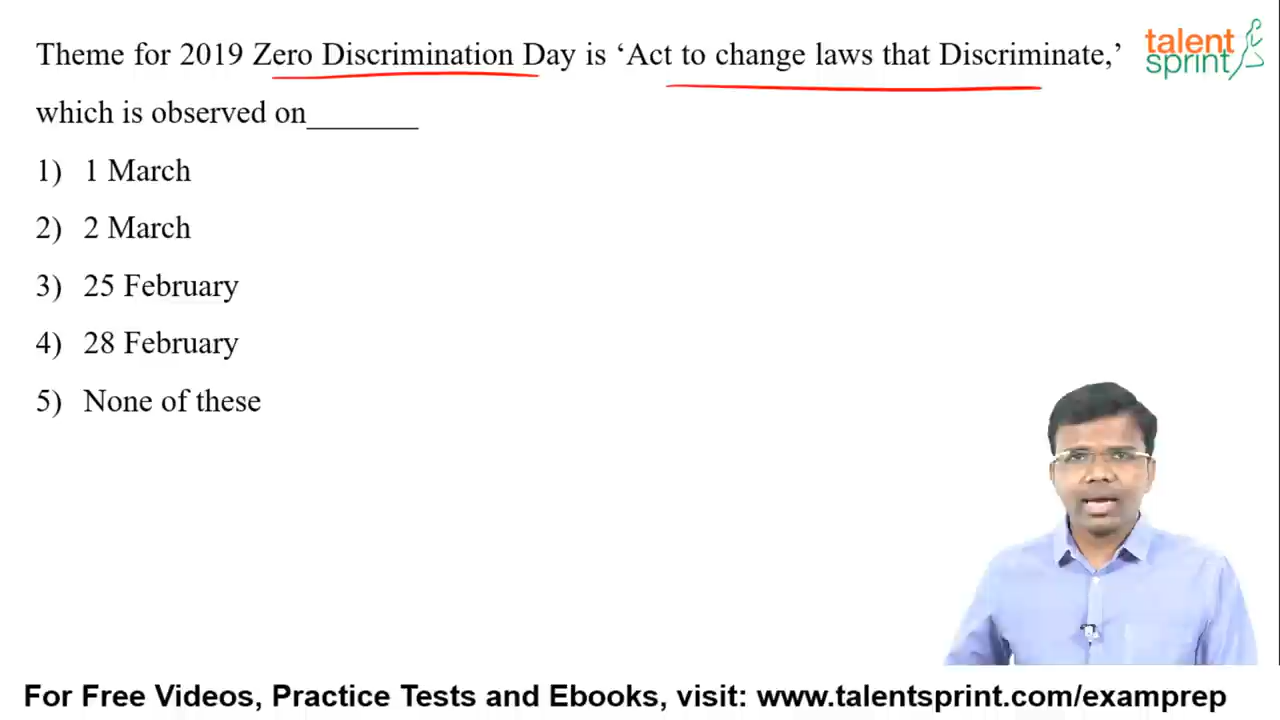 Theme for 2019 Zero Discrimination Day is ‘Act to change laws that Discriminate,’
which is observed on_______
1) 1 March
2) 2 March
3) 25 February
4) 28 February
5) None of these
talent
sprint
For Free Videos, Practice Tests and Ebooks, visit: www.talentsprint.com/examprep